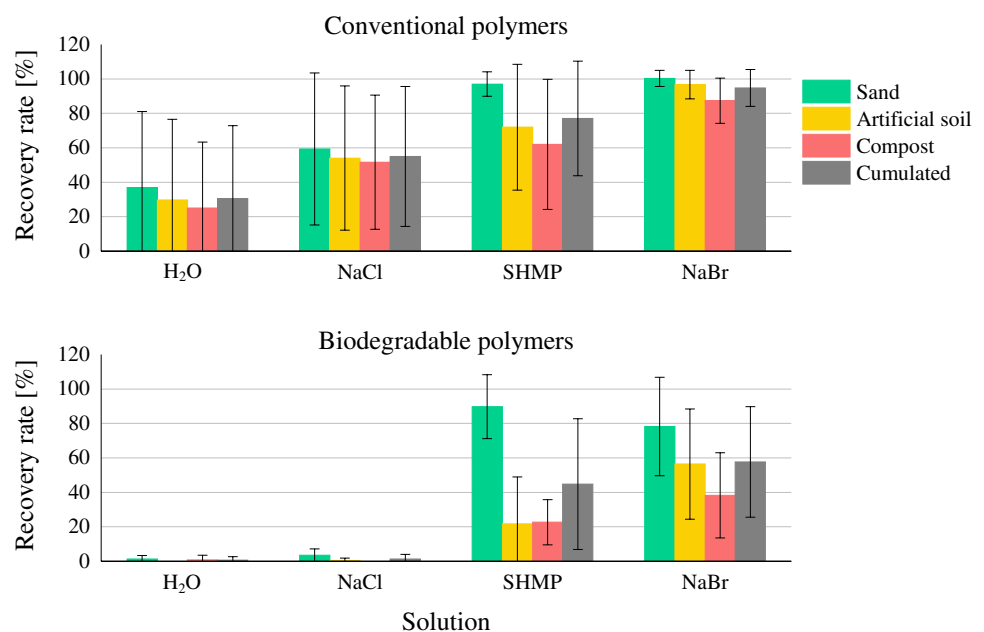 Conventional polymers
Recovery rate [%]
120
100
80
60
40
20
0
H₂O NaCl SHMP NaBr
Sand
Artificial soil
Compost
Cumulated
Biodegradable polymers
Recovery rate [%]
120
100
80
60
40
20
0
H₂O NaCl SHMP NaBr
Solution